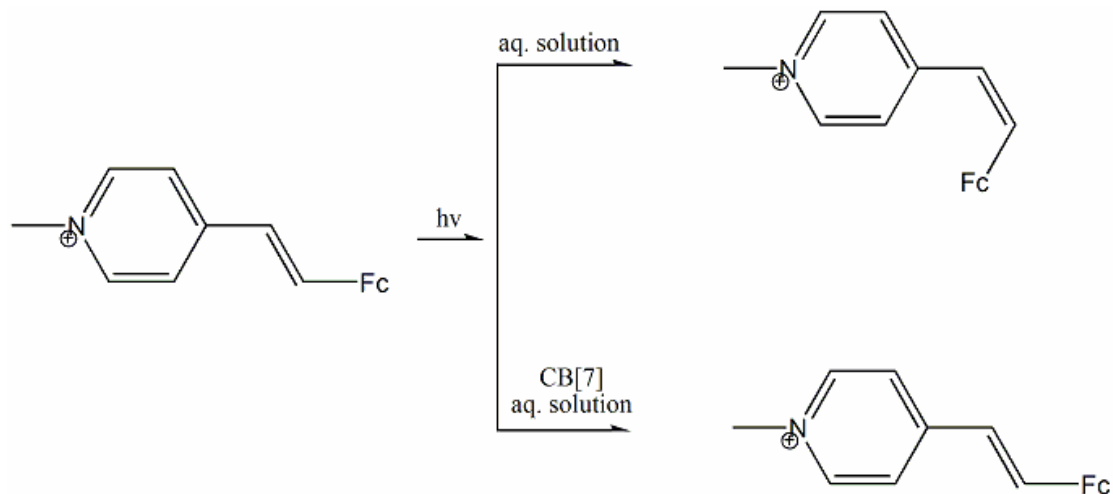 aq. solution
N
⊕
Fc
N
⊕
Fc
hν
CB[7]
aq. solution
N
⊕
Fc